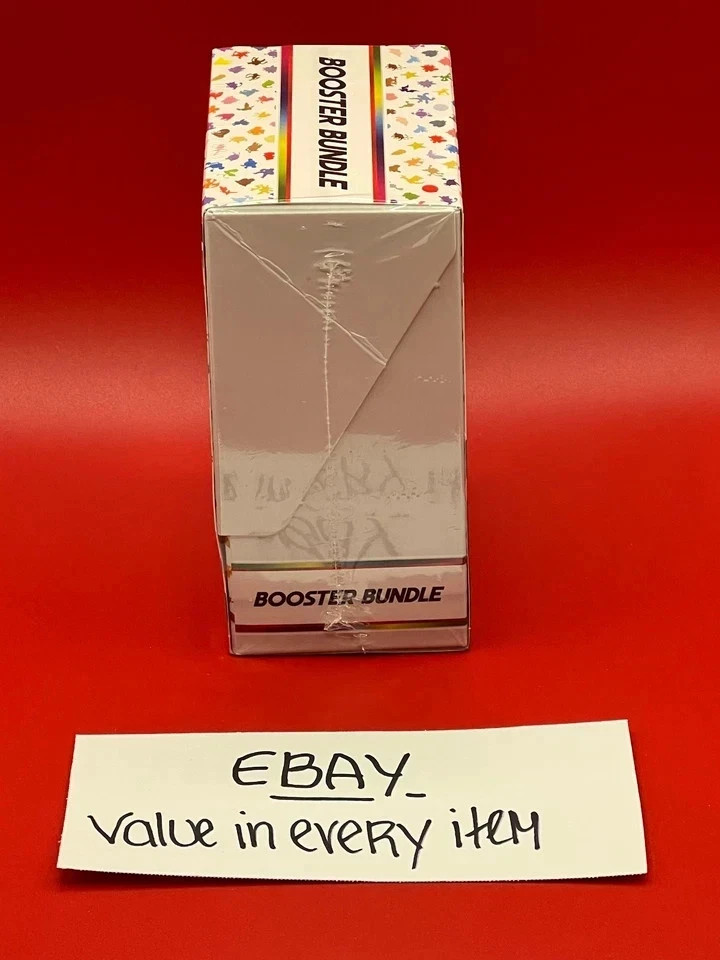 BOOSTER BUNDLE
BOOSTER BUNDLE
EBAY
Value in every item